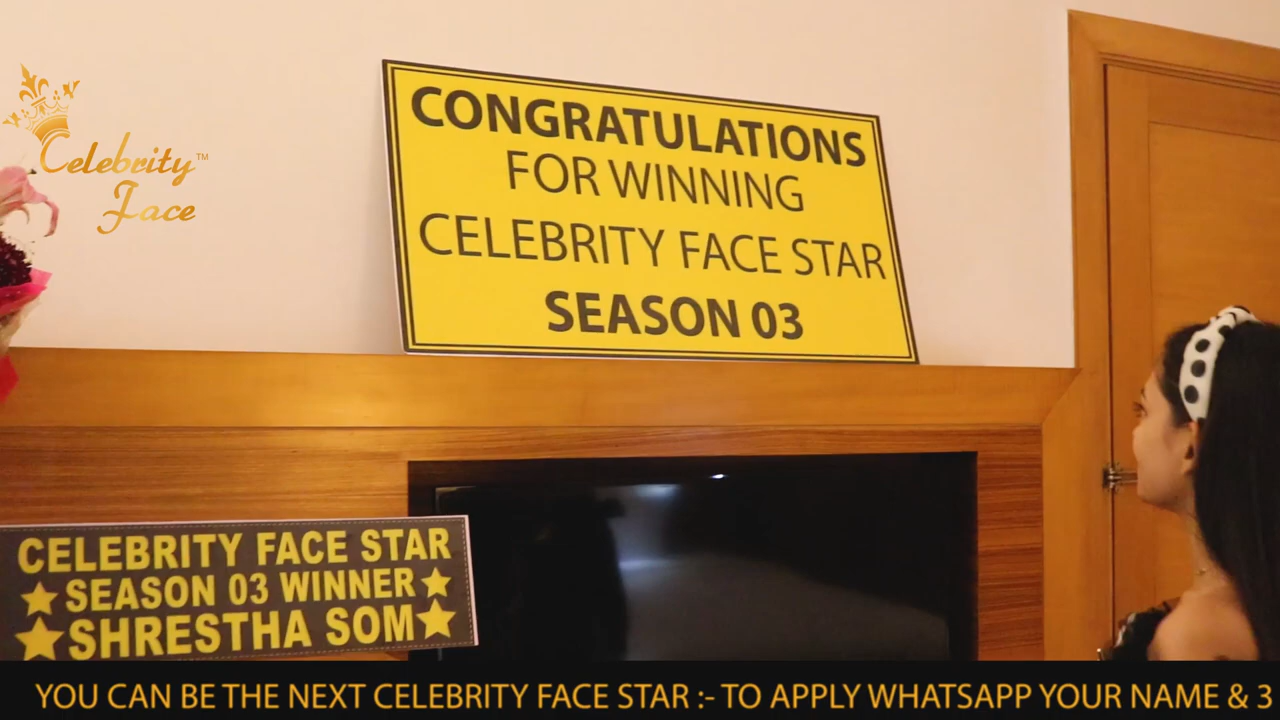 Celebrity™
Face
CONGRATULATIONS
FOR WINNING
CELEBRITY FACE STAR
SEASON 03
CELEBRITY FACE STAR
SEASON 03 WINNER
SHRESTHA SOM
YOU CAN BE THE NEXT CELEBRITY FACE STAR :- TO APPLY WHATSAPP YOUR NAME & 3